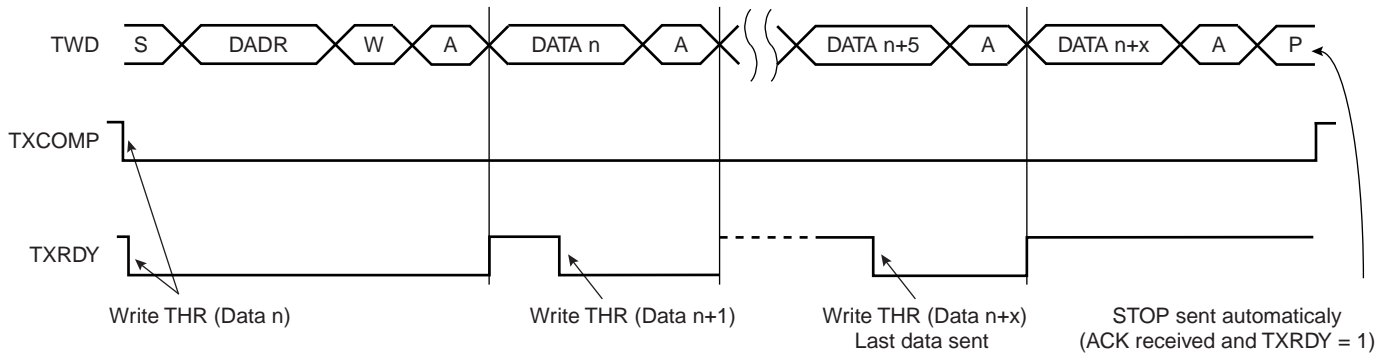 TWD S DADR W A DATA n A DATA n+5 A DATA n+x A P
TXCOMP
TXRDY
Write THR (Data n)
Write THR (Data n+1)
Write THR (Data n+x)
Last data sent
STOP sent automaticaly
(ACK received and TXRDY = 1)